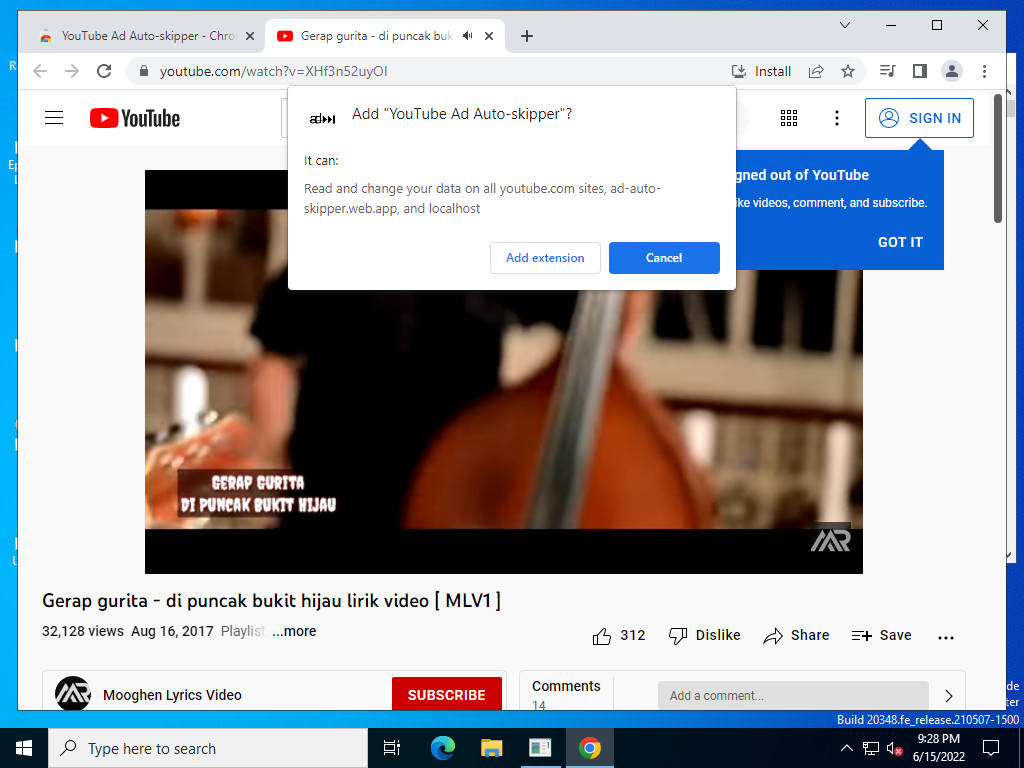 YouTube Ad Auto-skipper - Chro
Gerap gurita - di puncak buk
youtube.com/watch?v=XHf3n52uyOI
Install
YouTube
SIGN IN
Add "YouTube Ad Auto-skipper"?
It can:
Read and change your data on all youtube.com sites, ad-auto-
skipper.web.app, and localhost
Add extension
Cancel
gned out of YouTube
ike videos, comment, and subscribe.
GOT IT
GERAP GURITA
DI PUNCAK BUKIT HIJAU
Gerap gurita - di puncak bukit hijau lirik video [ MLV1 ]
32,128 views Aug 16, 2017 Playlist ...more
312
Dislike
Share
Save
Mooghen Lyrics Video
SUBSCRIBE
Comments
14
Add a comment...
Build 20348.fe_release.210507-1500
Type here to search
9:28 PM
6/15/2022